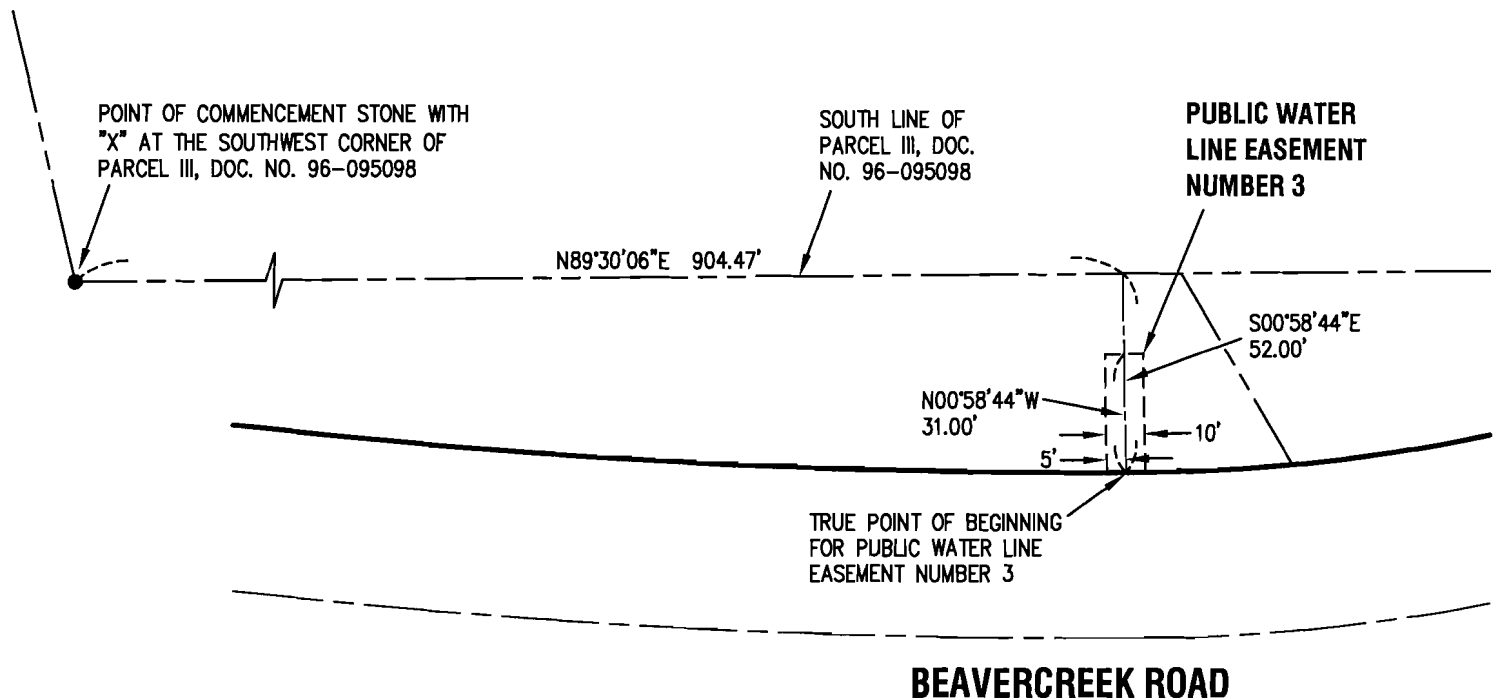 POINT OF COMMENCEMENT STONE WITH
"X" AT THE SOUTHWEST CORNER OF
PARCEL III, DOC. NO. 96-095098
SOUTH LINE OF
PARCEL III, DOC.
NO. 96-095098
PUBLIC WATER
LINE EASEMENT
NUMBER 3
N89°30'06"E 904.47'
S00°58'44"E
52.00'
N00°58'44"W
31.00'
10'
5'
TRUE POINT OF BEGINNING
FOR PUBLIC WATER LINE
EASEMENT NUMBER 3
BEAVERCREEK ROAD